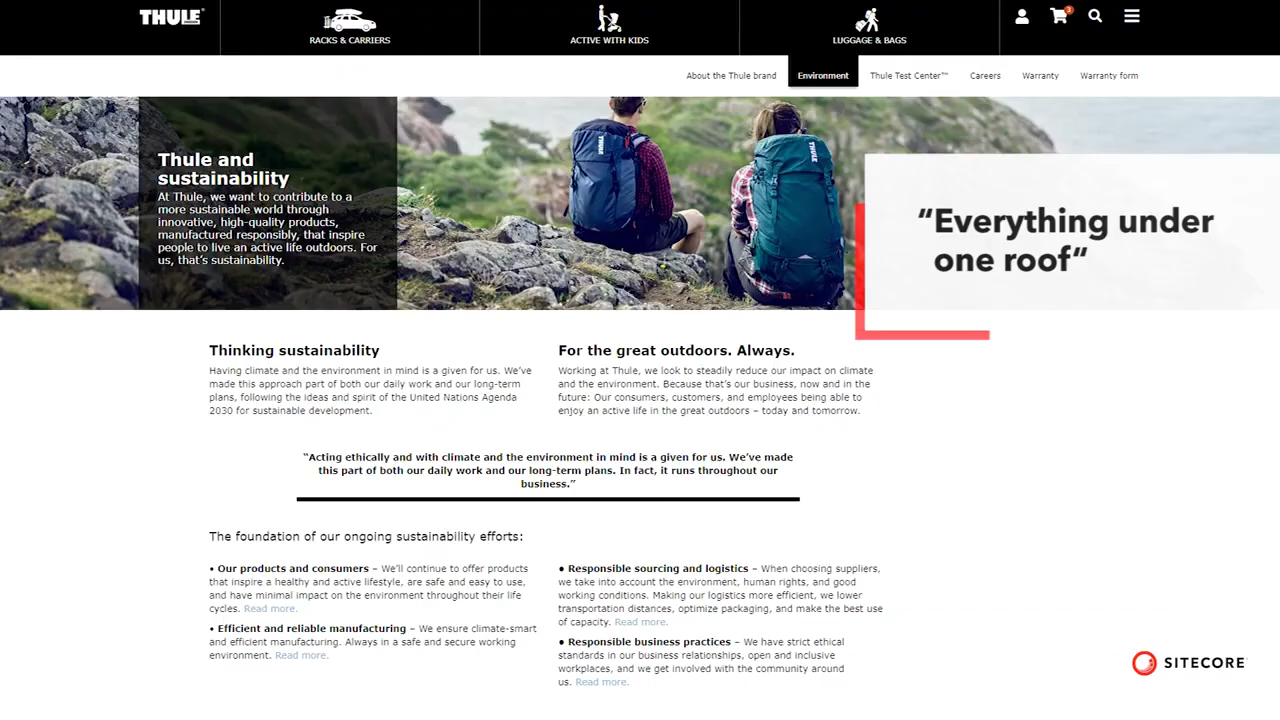 THULE
SWEDEN
RACKS & CARRIERS
ACTIVE WITH KIDS
LUGGAGE & BAGS
3
About the Thule brand
Environment
Thule Test Center™
Careers
Warranty
Warranty form
Thule and
sustainability
At Thule, we want to contribute to a
more sustainable world through
innovative, high-quality products,
manufactured responsibly, that inspire
people to live an active life outdoors. For
us, that’s sustainability.
THULE
THULE
“Everything under
one roof“
Thinking sustainability
Having climate and the environment in mind is a given for us. We’ve
made this approach part of both our daily work and our long-term
plans, following the ideas and spirit of the United Nations Agenda
2030 for sustainable development.
For the great outdoors. Always.
Working at Thule, we look to steadily reduce our impact on climate
and the environment. Because that’s our business, now and in the
future: Our consumers, customers, and employees being able to
enjoy an active life in the great outdoors – today and tomorrow.
“Acting ethically and with climate and the environment in mind is a given for us. We’ve made
this part of both our daily work and our long-term plans. In fact, it runs throughout our
business.”
The foundation of our ongoing sustainability efforts:
• Our products and consumers – We’ll continue to offer products
that inspire a healthy and active lifestyle, are safe and easy to use,
and have minimal impact on the environment throughout their life
cycles. Read more.
• Efficient and reliable manufacturing – We ensure climate-smart
and efficient manufacturing. Always in a safe and secure working
environment. Read more.
● Responsible sourcing and logistics – When choosing suppliers,
we take into account the environment, human rights, and good
working conditions. Making our logistics more efficient, we lower
transportation distances, optimize packaging, and make the best use
of capacity. Read more.
● Responsible business practices – We have strict ethical
standards in our business relationships, open and inclusive
workplaces, and we get involved with the community around
us. Read more.
SITECORE